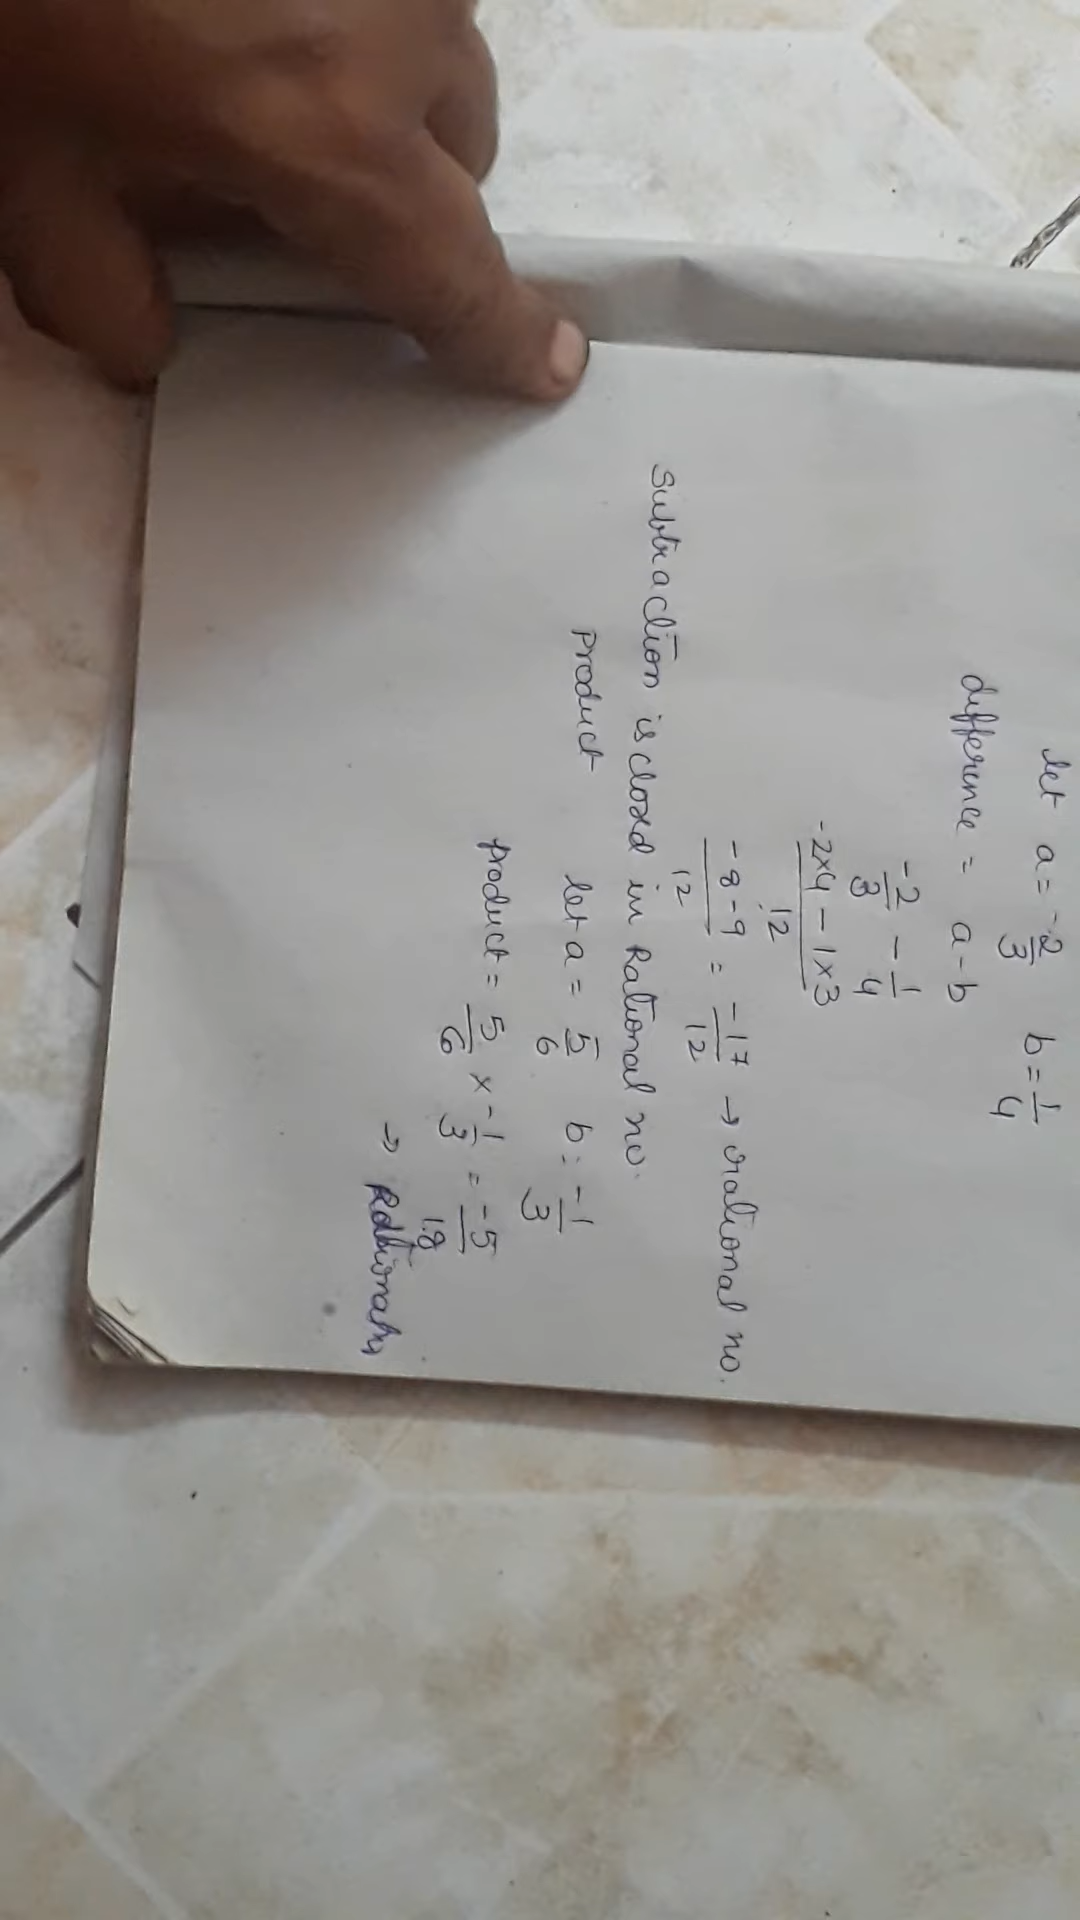 let a = -2/3 b = 1/4
difference = a - b
-2/3 - 1/4
-2×4 - 1×3
12
-8-9/12 = -17/12 → rational no.
Subtraction is closed in Rational no.
Product
let a = 5/6 b = -1/3
product = 5/6 × -1/3 = -5/18
→ Rational